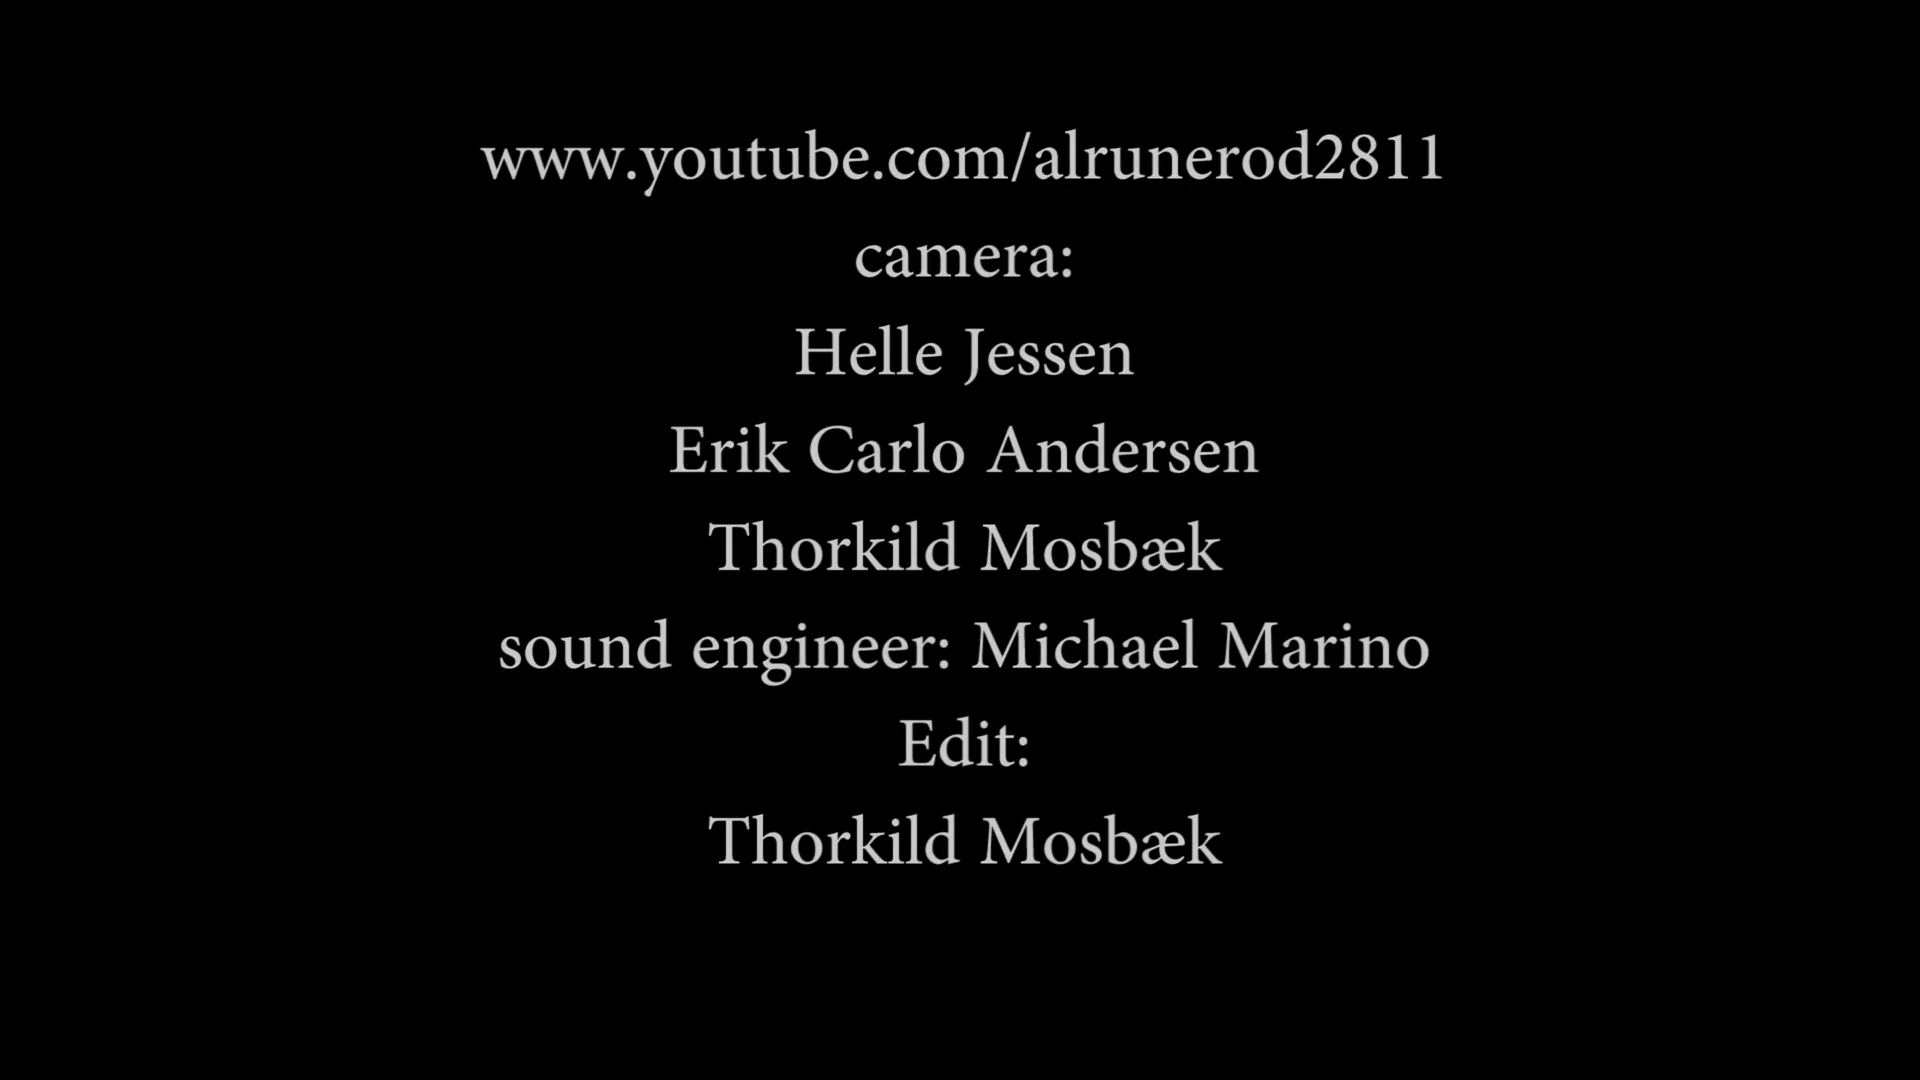 www.youtube.com/alrunerod2811
camera:
Helle Jessen
Erik Carlo Andersen
Thorkild Mosbæk
sound engineer: Michael Marino
Edit:
Thorkild Mosbæk